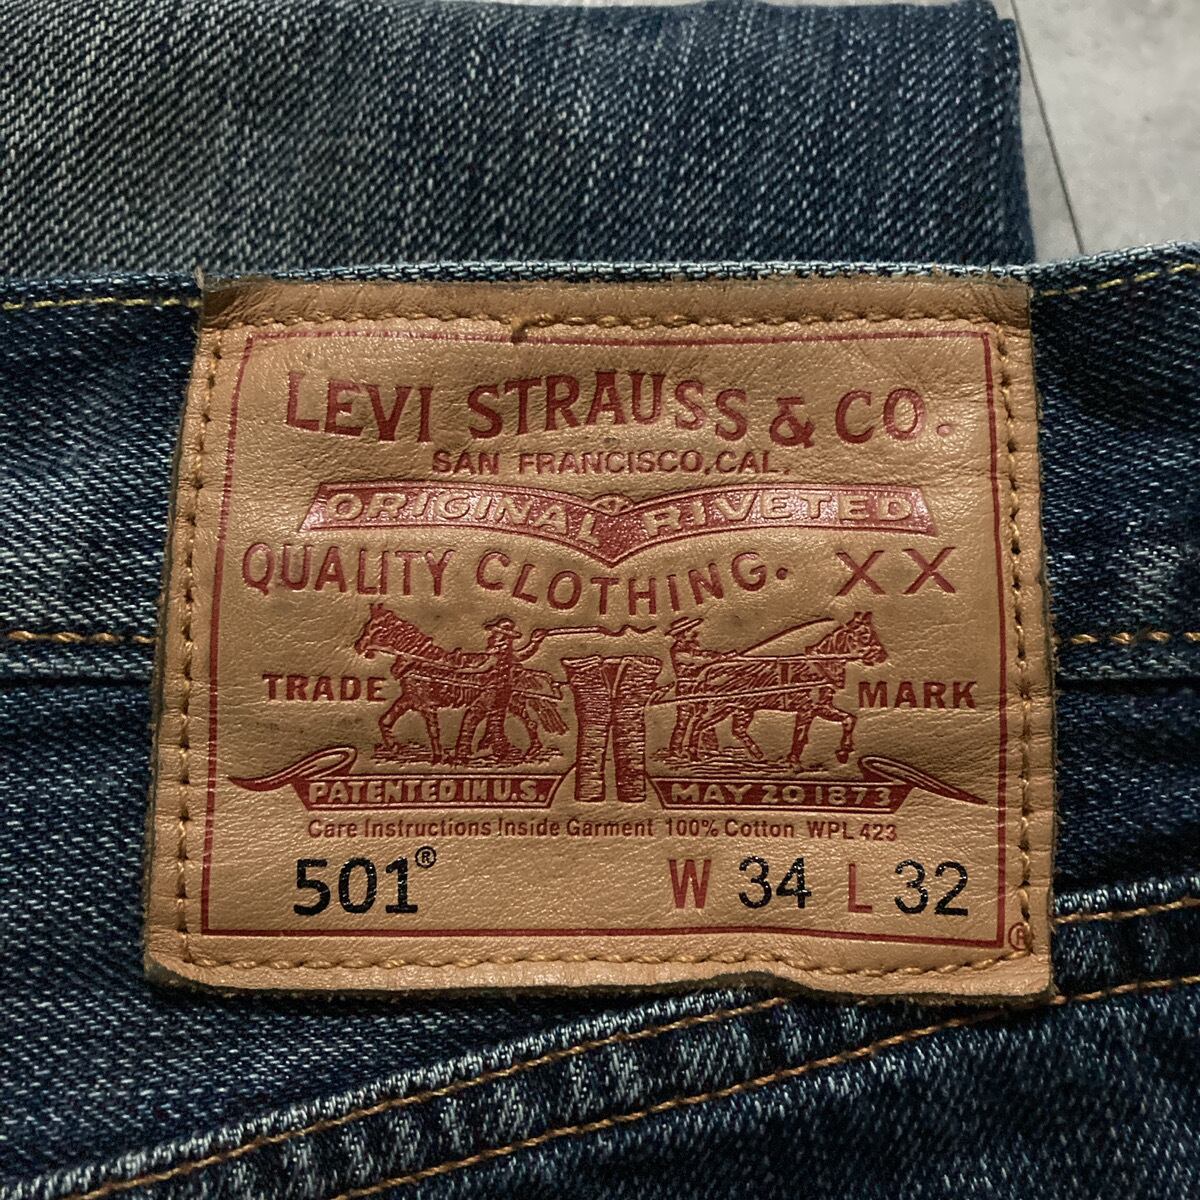 LEVI STRAUSS & CO.
SAN FRANCISCO, CAL.
ORIGINAL RIVETED
QUALITY CLOTHING. XX
TRADE MARK
PATENTED IN U.S. MAY 20 1873
Care Instructions Inside Garment 100% Cotton WPL 423
501® W 34 L 32
®